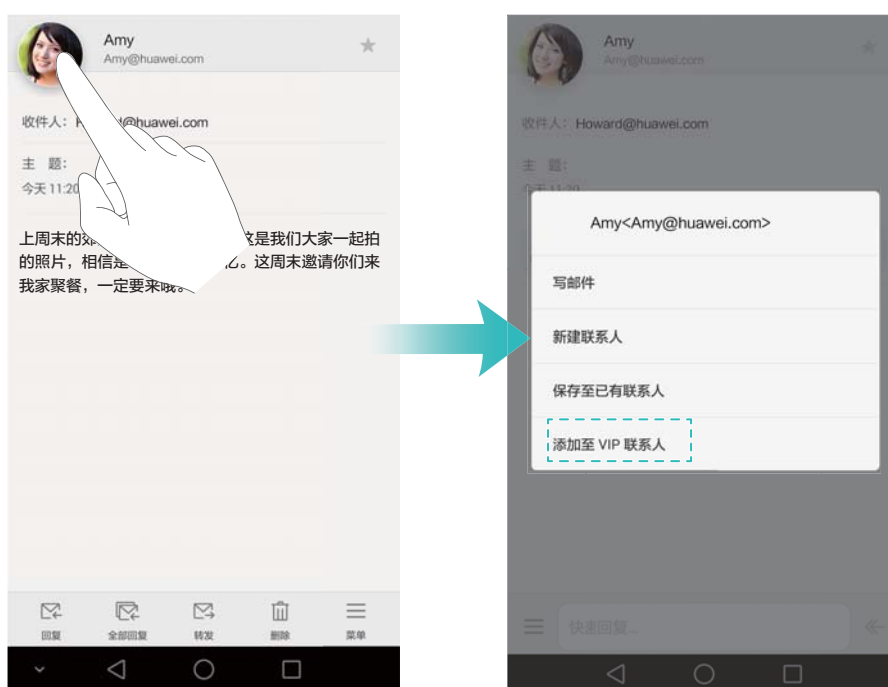 Amy
Amy@huawei.com
收件人: H @huawei.com
主 题:
今天 11:20
上周末的 这是我们大家一起拍
的照片，相信是 忆。这周末邀请你们来
我家聚餐，一定要来哦。
回复
全部回复
转发
删除
菜单
Amy
Amy@huawei.com
收件人: Howard@huawei.com
主 题:
今天 11:20
Amy<Amy@huawei.com>
写邮件
新建联系人
保存至已有联系人
添加至 VIP 联系人
快速回复...